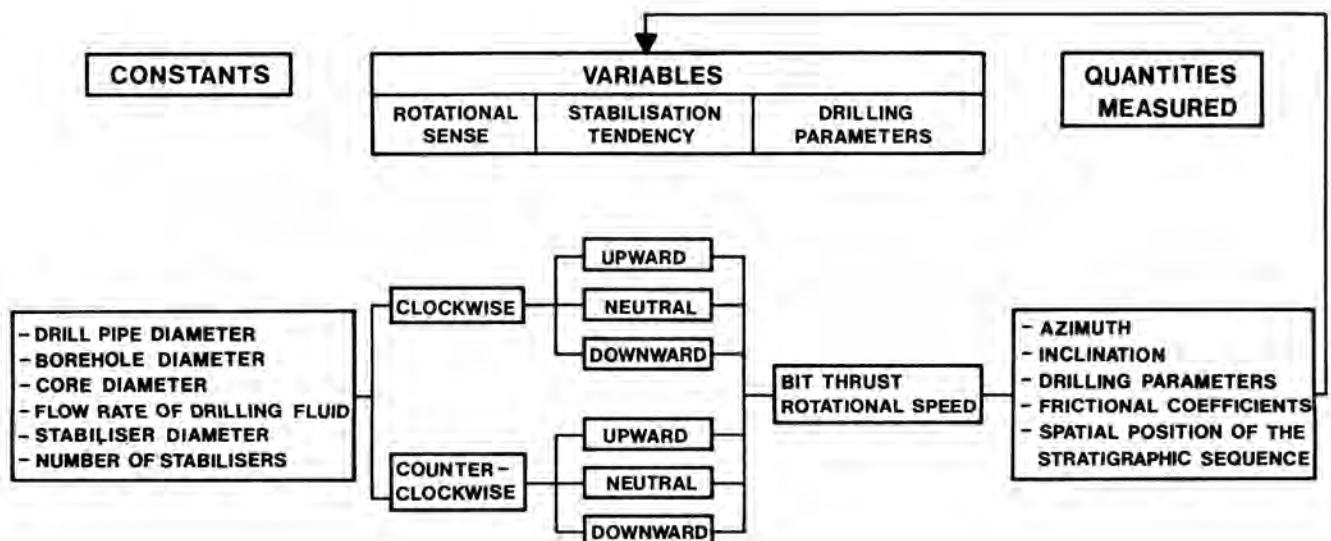 CONSTANTS
VARIABLES
ROTATIONAL SENSE
STABILISATION TENDENCY
DRILLING PARAMETERS
QUANTITIES MEASURED
- DRILL PIPE DIAMETER
- BOREHOLE DIAMETER
- CORE DIAMETER
- FLOW RATE OF DRILLING FLUID
- STABILISER DIAMETER
- NUMBER OF STABILISERS
CLOCKWISE
UPWARD
NEUTRAL
DOWNWARD
COUNTER-
CLOCKWISE
UPWARD
NEUTRAL
DOWNWARD
BIT THRUST
ROTATIONAL SPEED
- AZIMUTH
- INCLINATION
- DRILLING PARAMETERS
- FRICTIONAL COEFFICIENTS
- SPATIAL POSITION OF THE
STRATIGRAPHIC SEQUENCE